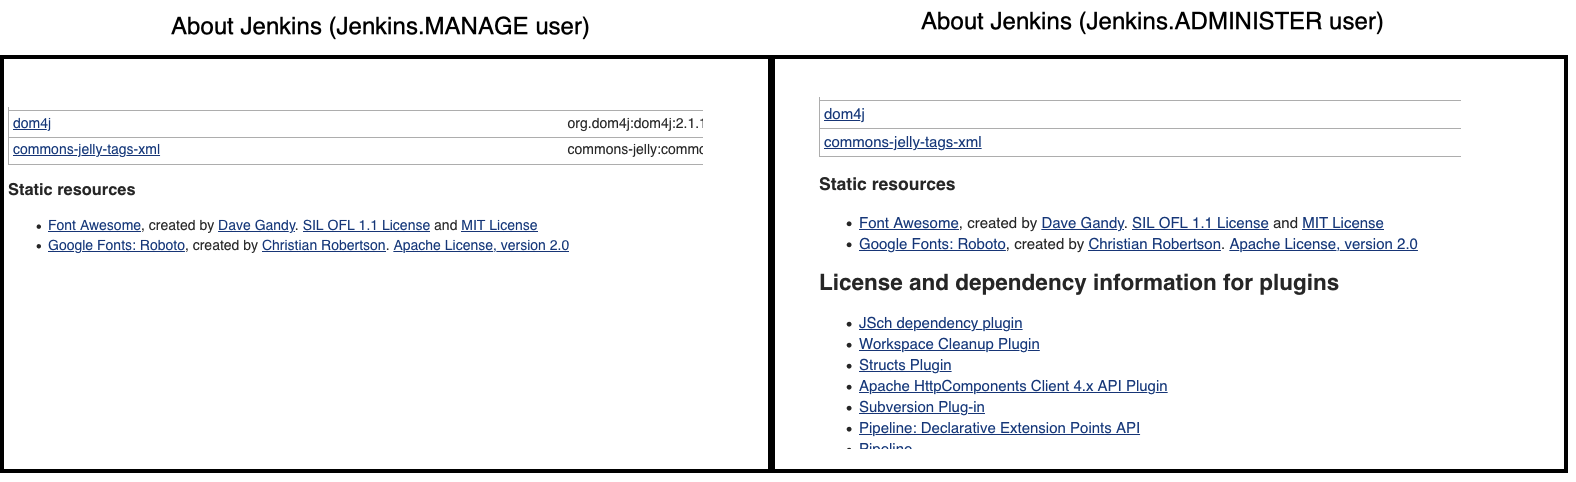 About Jenkins (Jenkins.MANAGE user)
dom4j org.dom4j:dom4j:2.1.1
commons-jelly-tags-xml commons-jelly:commo
Static resources
• Font Awesome, created by Dave Gandy. SIL OFL 1.1 License and MIT License
• Google Fonts: Roboto, created by Christian Robertson. Apache License, version 2.0
About Jenkins (Jenkins.ADMINISTER user)
dom4j
commons-jelly-tags-xml
Static resources
• Font Awesome, created by Dave Gandy. SIL OFL 1.1 License and MIT License
• Google Fonts: Roboto, created by Christian Robertson. Apache License, version 2.0
License and dependency information for plugins
• JSch dependency plugin
• Workspace Cleanup Plugin
• Structs Plugin
• Apache HttpComponents Client 4.x API Plugin
• Subversion Plug-in
• Pipeline: Declarative Extension Points API
• Pipeline